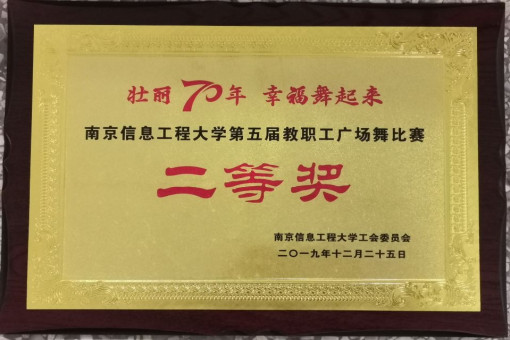 壮丽70年 幸福舞起来
南京信息工程大学第五届教职工广场舞比赛
二等奖
南京信息工程大学工会委员会
二〇一九年十二月二十五日